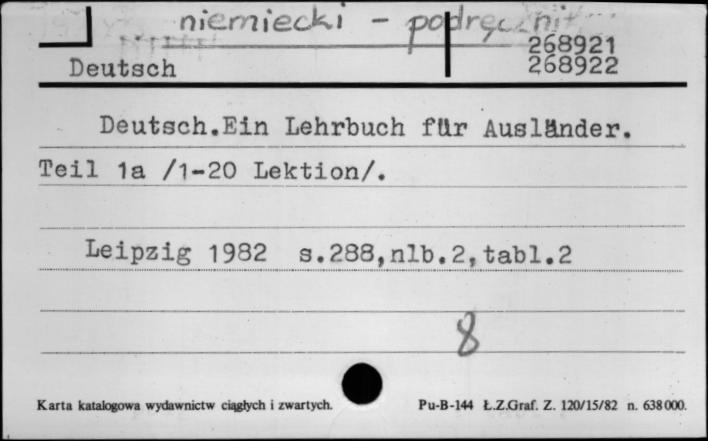 niemiecki - podręcznik
268921
Deutsch 268922
Deutsch.Ein Lehrbuch für Ausländer.
Teil 1a /1-20 Lektion/.
Leipzig 1982 s.288,nlb.2,tabl.2
8
Karta katalogowa wydawnictw ciągłych i zwartych. Pu-B-144 Ł.Z.Graf. Z. 120/15/82 n. 638000.